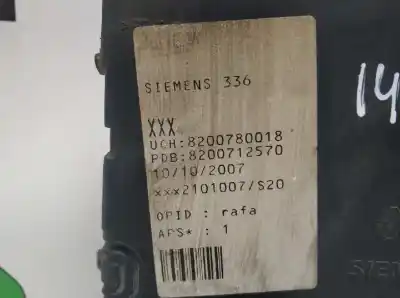 SIEMENS 336
XXX
UCH:8200780018
PDB:8200712570
10/10/2007
xxx2101007/S20
OPID : rafa
APS* : 1
14